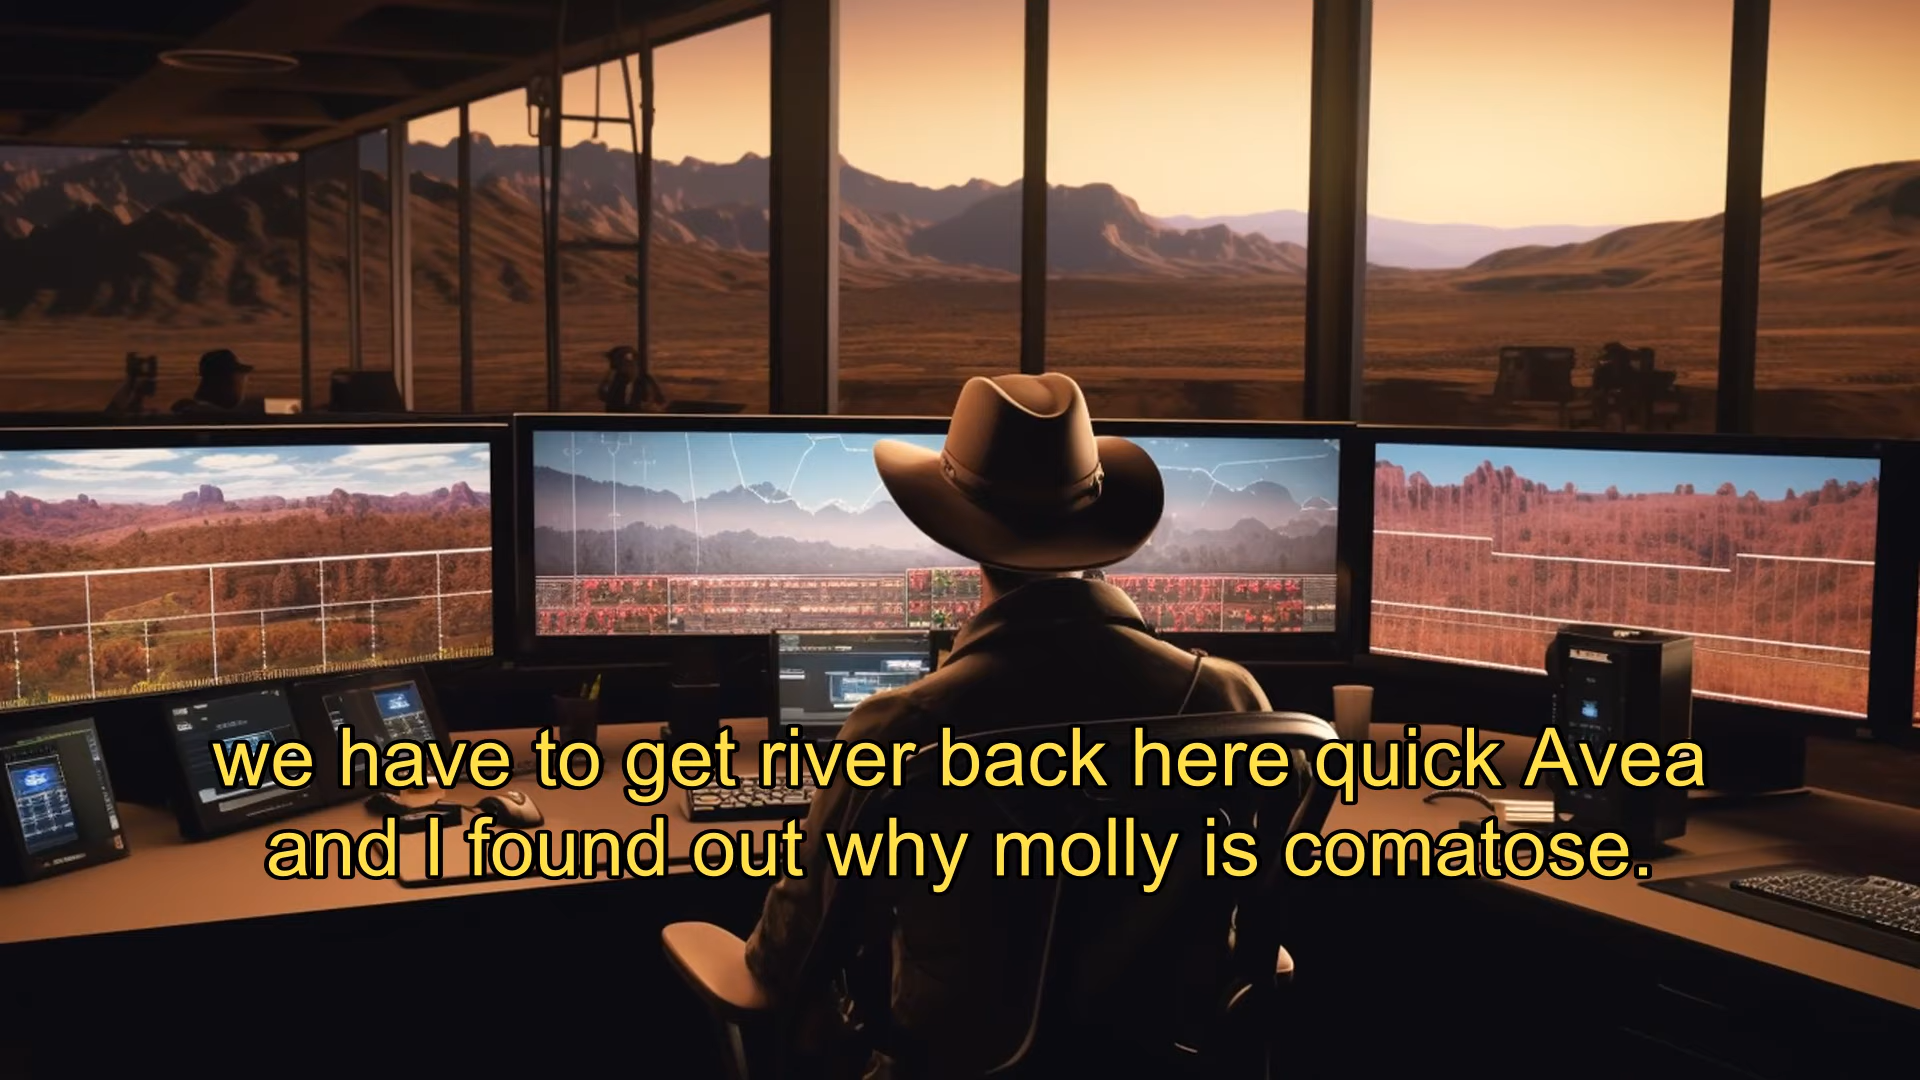 we have to get river back here quick Avea
and I found out why molly is comatose.